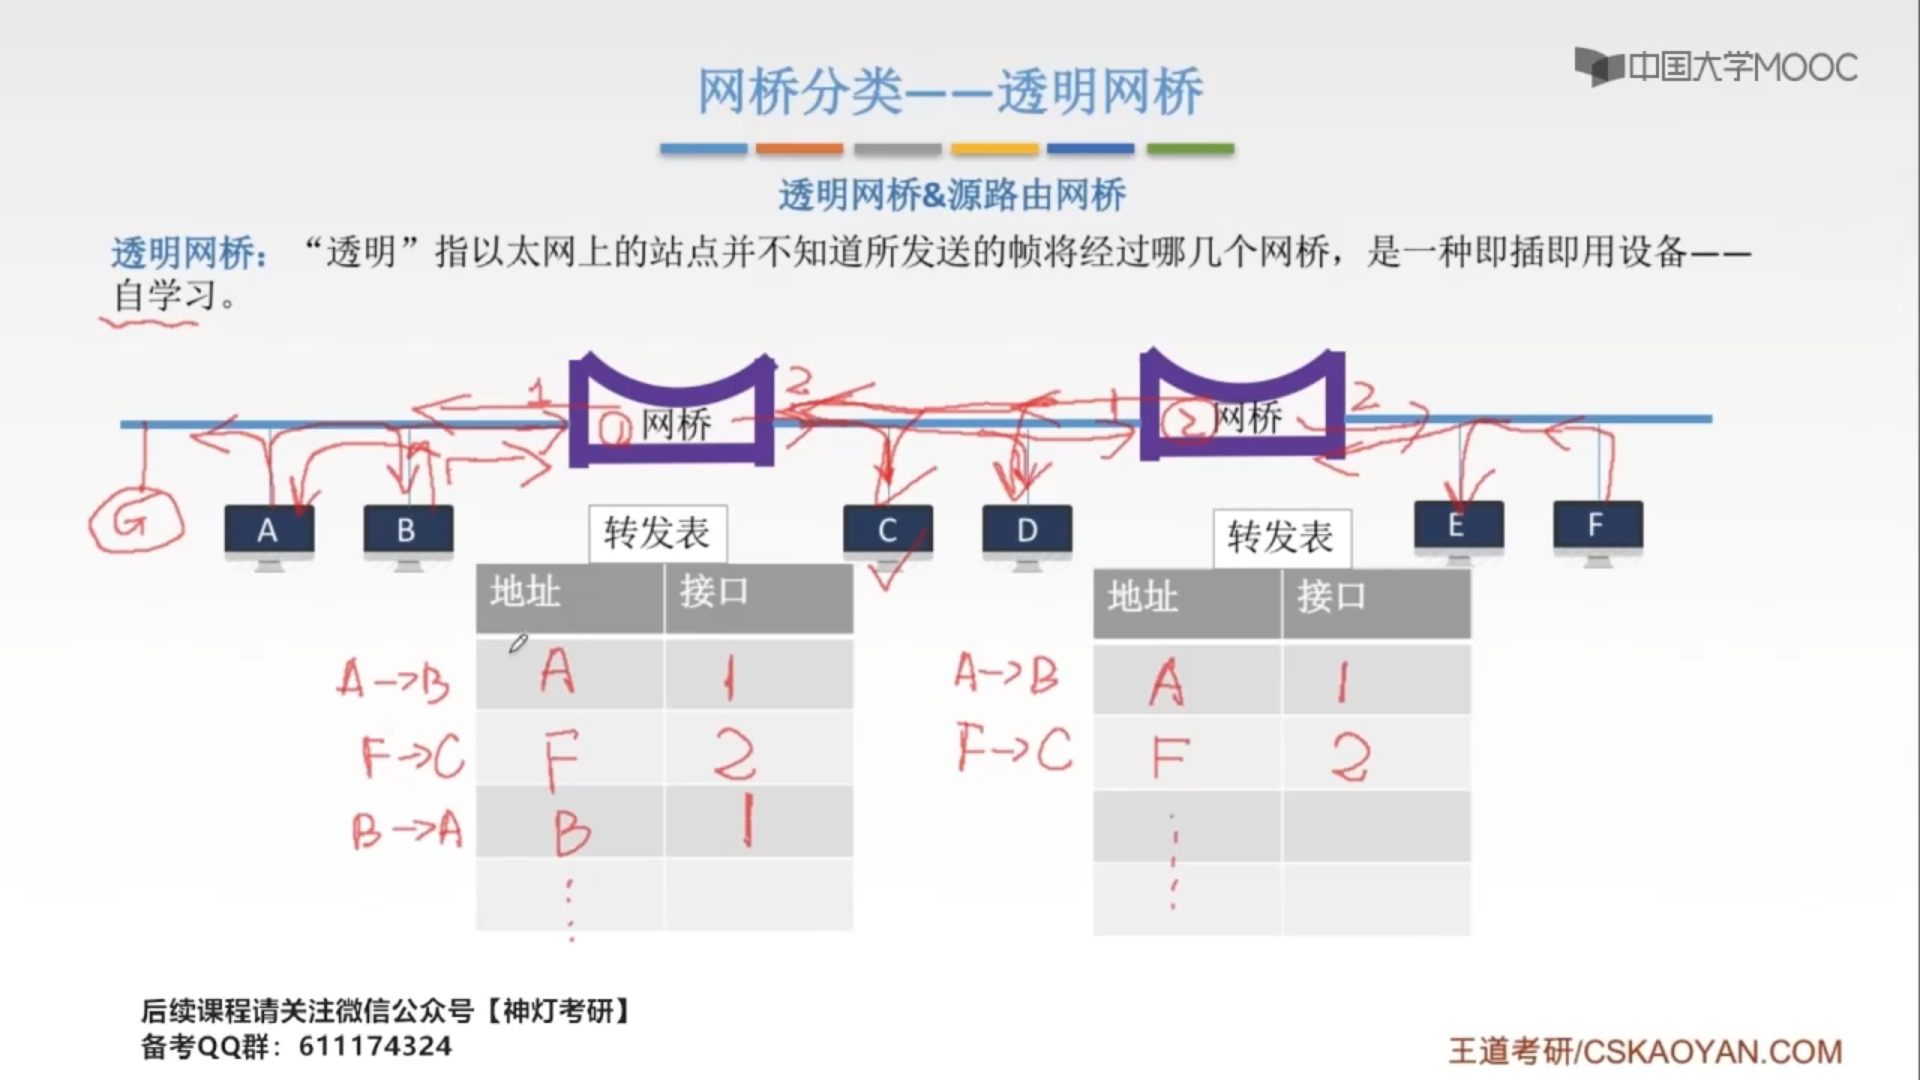 中国大学MOOC
网桥分类——透明网桥
透明网桥&源路由网桥
透明网桥：“透明”指以太网上的站点并不知道所发送的帧将经过哪几个网桥，是一种即插即用设备——
自学习。
1 ① 网桥 2 1 ② 网桥 2
G A B 转发表 C D 转发表 E F
地址 接口 地址 接口
A→B A 1 A→B A 1
F→C F 2 F→C F 2
B→A B 1
后续课程请关注微信公众号【神灯考研】
备考QQ群：611174324
王道考研/CSKAOYAN.COM